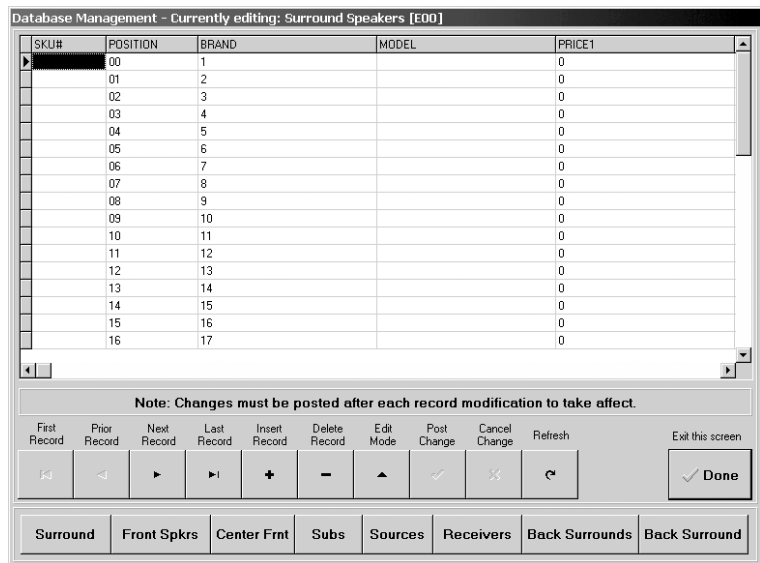 Database Management - Currently editing: Surround Speakers [E00]
SKU# POSITION BRAND MODEL PRICE1
00 1 0
01 2 0
02 3 0
03 4 0
04 5 0
05 6 0
06 7 0
07 8 0
08 9 0
09 10 0
10 11 0
11 12 0
12 13 0
13 14 0
14 15 0
15 16 0
16 17 0
Note: Changes must be posted after each record modification to take affect.
First Record Prior Record Next Record Last Record Insert Record Delete Record Edit Mode Post Change Cancel Change Refresh Exit this screen
Done
Surround Front Spkrs Center Frnt Subs Sources Receivers Back Surrounds Back Surround